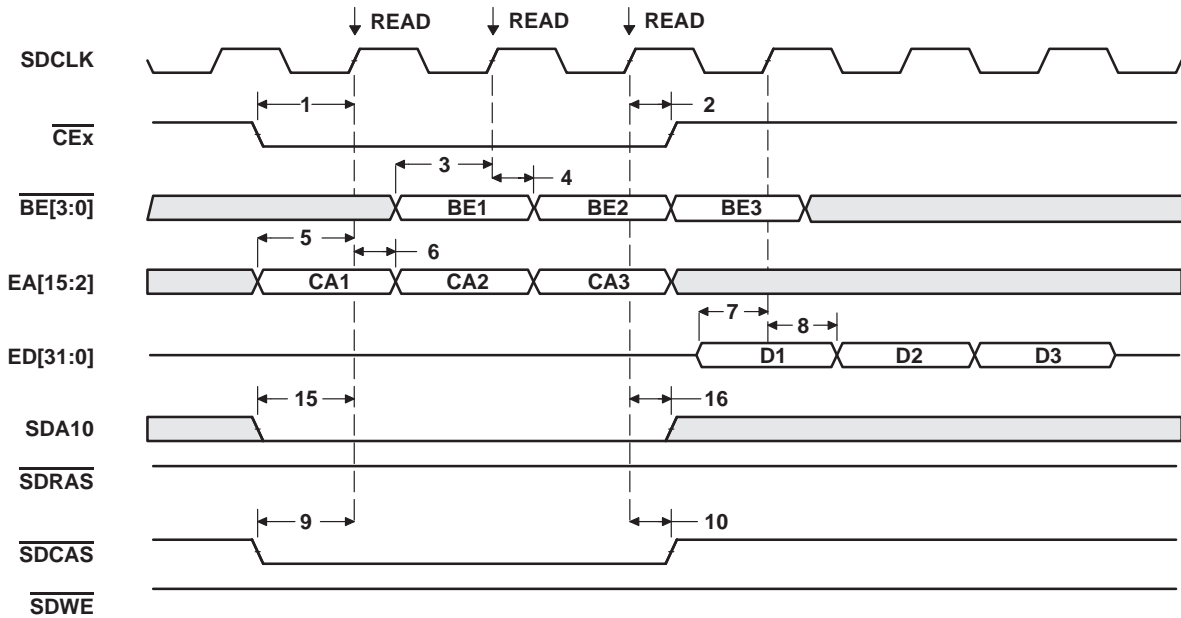 READ READ READ
SDCLK
1 2
CEx
3 4
BE[3:0] BE1 BE2 BE3
5 6
EA[15:2] CA1 CA2 CA3
7 8
ED[31:0] D1 D2 D3
15 16
SDA10
SDRAS
9 10
SDCAS
SDWE